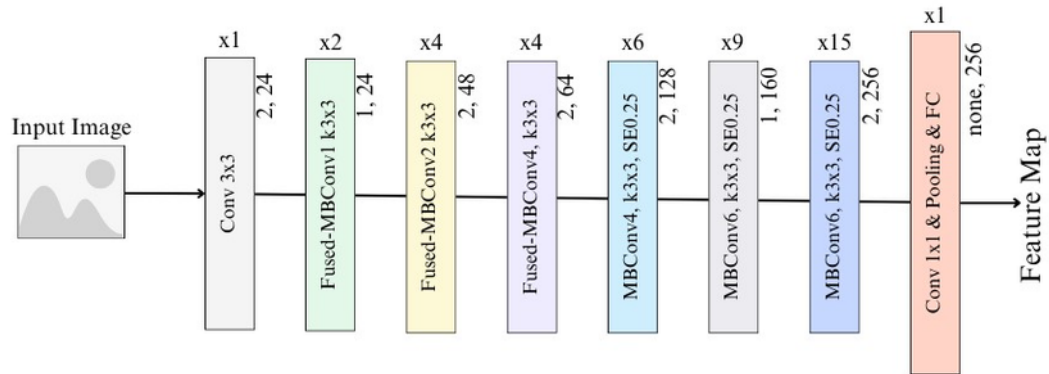 Input Image
x1
Conv 3x3
2, 24
x2
Fused-MBConv1 k3x3
1, 24
x4
Fused-MBConv2 k3x3
2, 48
x4
Fused-MBConv4, k3x3
2, 64
x6
MBConv4, k3x3, SE0.25
2, 128
x9
MBConv6, k3x3, SE0.25
1, 160
x15
MBConv6, k3x3, SE0.25
2, 256
x1
Conv 1x1 & Pooling & FC
none, 256
Feature Map